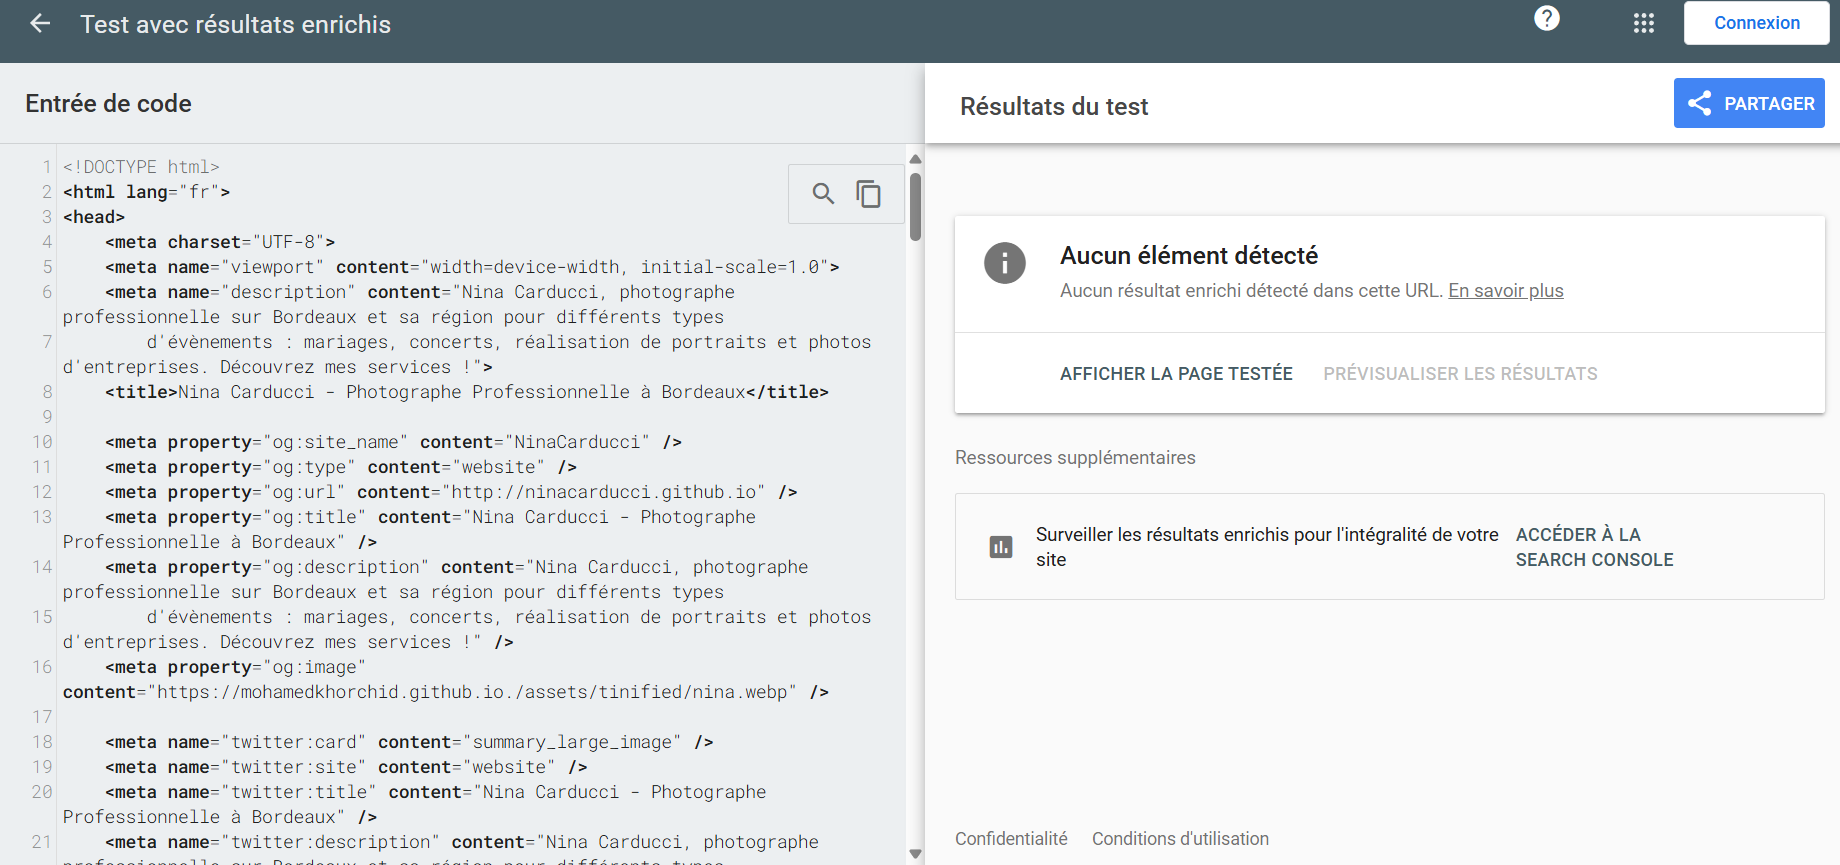 Test avec résultats enrichis
?
Connexion
Entrée de code
1 <!DOCTYPE html>
2 <html lang="fr">
3 <head>
4 <meta charset="UTF-8">
5 <meta name="viewport" content="width=device-width, initial-scale=1.0">
6 <meta name="description" content="Nina Carducci, photographe
professionnelle sur Bordeaux et sa région pour différents types
7 d'évènements : mariages, concerts, réalisation de portraits et photos
d'entreprises. Découvrez mes services !">
8 <title>Nina Carducci - Photographe Professionnelle à Bordeaux</title>
9
10 <meta property="og:site_name" content="NinaCarducci" />
11 <meta property="og:type" content="website" />
12 <meta property="og:url" content="http://ninacarducci.github.io" />
13 <meta property="og:title" content="Nina Carducci - Photographe
Professionnelle à Bordeaux" />
14 <meta property="og:description" content="Nina Carducci, photographe
professionnelle sur Bordeaux et sa région pour différents types
15 d'évènements : mariages, concerts, réalisation de portraits et photos
d'entreprises. Découvrez mes services !" />
16 <meta property="og:image"
content="https://mohamedkhorchid.github.io./assets/tinified/nina.webp" />
17
18 <meta name="twitter:card" content="summary_large_image" />
19 <meta name="twitter:site" content="website" />
20 <meta name="twitter:title" content="Nina Carducci - Photographe
Professionnelle à Bordeaux" />
21 <meta name="twitter:description" content="Nina Carducci, photographe
professionnelle sur Bordeaux et sa région pour différents types
Résultats du test
PARTAGER
Aucun élément détecté
Aucun résultat enrichi détecté dans cette URL. En savoir plus
AFFICHER LA PAGE TESTÉE PRÉVISUALISER LES RÉSULTATS
Ressources supplémentaires
Surveiller les résultats enrichis pour l'intégralité de votre
site
ACCÉDER À LA
SEARCH CONSOLE
Confidentialité Conditions d'utilisation